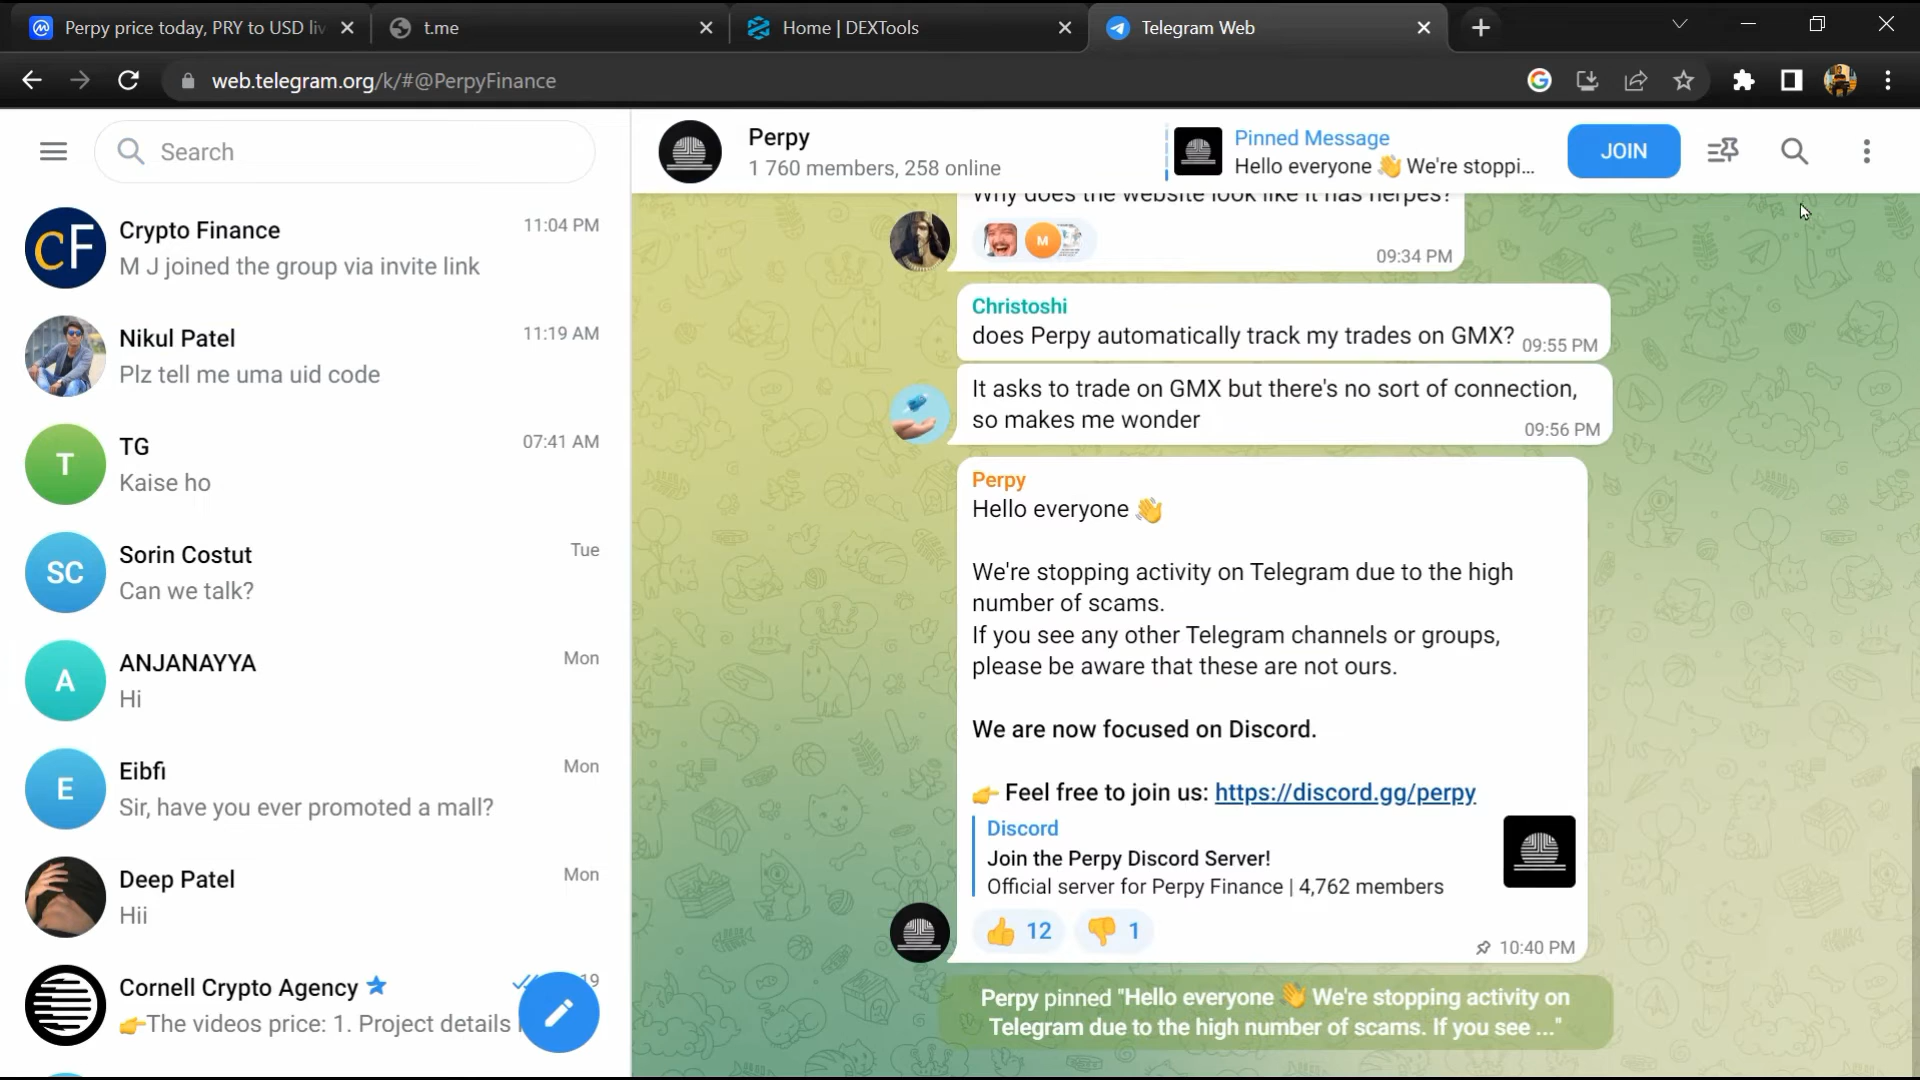 Perpy price today, PRY to USD liv
t.me
Home | DEXTools
Telegram Web
web.telegram.org/k/#@PerpyFinance
Search
Crypto Finance
11:04 PM
M J joined the group via invite link
Nikul Patel
11:19 AM
Plz tell me uma uid code
T
TG
07:41 AM
Kaise ho
SC
Sorin Costut
Tue
Can we talk?
A
ANJANAYYA
Mon
Hi
E
Eibfi
Mon
Sir, have you ever promoted a mall?
Deep Patel
Mon
Hii
Cornell Crypto Agency
19
👉The videos price: 1. Project details
CF
Perpy
1 760 members, 258 online
Pinned Message
Hello everyone 👋 We're stoppi...
JOIN
Why does the website look like it has herpes?
M
09:34 PM
Christoshi
does Perpy automatically track my trades on GMX?
09:55 PM
It asks to trade on GMX but there's no sort of connection,
so makes me wonder
09:56 PM
Perpy
Hello everyone 👋
We're stopping activity on Telegram due to the high
number of scams.
If you see any other Telegram channels or groups,
please be aware that these are not ours.
We are now focused on Discord.
👉 Feel free to join us: https://discord.gg/perpy
Discord
Join the Perpy Discord Server!
Official server for Perpy Finance | 4,762 members
👍 12 👎 1
10:40 PM
Perpy pinned "Hello everyone 👋 We're stopping activity on
Telegram due to the high number of scams. If you see ..."